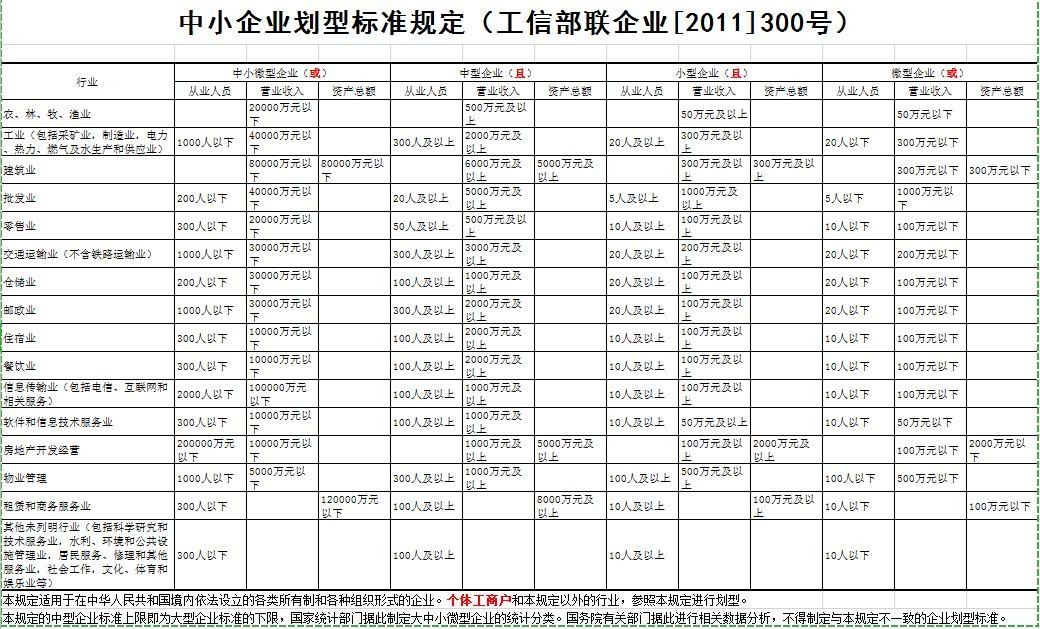 中小企业划型标准规定（工信部联企业[2011]300号）
行业 中小微型企业（或） 中型企业（且） 小型企业（且） 微型企业（或）
从业人员 营业收入 资产总额 从业人员 营业收入 资产总额 从业人员 营业收入 资产总额 从业人员 营业收入 资产总额
农、林、牧、渔业 20000万元以 500万元及以 50万元及以上 50万元以下
下 上
工业（包括采矿业，制造业，电力 1000人以下 40000万元以 300人及以上 2000万元及 20人及以上 300万元及以 20人以下 300万元以下
、热力、燃气及水生产和供应业） 下 以上 上
建筑业 80000万元以 80000万元以 6000万元及 5000万元及 300万元及以 300万元及以 300万元以下 300万元以下
下 下 以上 以上 上 上
批发业 200人以下 40000万元以 20人及以上 5000万元及 5人及以上 1000万元及 5人以下 1000万元以
下 以上 以上 下
零售业 300人以下 20000万元以 50人及以上 500万元及以 10人及以上 100万元及以 10人以下 100万元以下
下 上 上
交通运输业（不含铁路运输业） 1000人以下 30000万元以 300人及以上 3000万元及 20人及以上 200万元及以 20人以下 200万元以下
下 以上 上
仓储业 200人以下 30000万元以 100人及以上 1000万元及 20人及以上 100万元及以 20人以下 100万元以下
下 以上 上
邮政业 1000人以下 30000万元以 300人及以上 2000万元及 20人及以上 100万元及以 20人以下 100万元以下
下 以上 上
住宿业 300人以下 10000万元以 100人及以上 2000万元及 10人及以上 100万元及以 10人以下 100万元以下
下 以上 上
餐饮业 300人以下 10000万元以 100人及以上 2000万元及 10人及以上 100万元及以 10人以下 100万元以下
下 以上 上
信息传输业（包括电信、互联网和 2000人以下 100000万元 100人及以上 1000万元及 10人及以上 100万元及以 10人以下 100万元以下
相关服务） 以下 以上 上
软件和信息技术服务业 300人以下 10000万元以 100人及以上 1000万元及 10人及以上 50万元及以上 10人以下 50万元以下
下 以上
房地产开发经营 200000万元 10000万元以 1000万元及 5000万元及 100万元及以 2000万元及 100万元以下 2000万元以
以下 下 以上 以上 上 以上 下
物业管理 1000人以下 5000万元以 300人及以上 1000万元及 100人及以上 500万元及以 100人以下 500万元以下
下 以上 上
租赁和商务服务业 300人以下 120000万元 100人及以上 8000万元及 10人及以上 100万元及以 10人以下 100万元以下
以下 以上 上
其他未列明行业（包括科学研究和
技术服务业，水利、环境和公共设
施管理业，居民服务、修理和其他 300人以下 100人及以上 10人及以上 10人以下
服务业，社会工作，文化、体育和
娱乐业等）
本规定适用于在中华人民共和国境内依法设立的各类所有制和各种组织形式的企业。个体工商户和本规定以外的行业，参照本规定进行划型。
本规定的中型企业标准上限即为大型企业标准的下限，国家统计部门据此制定大中小微型企业的统计分类。国务院有关部门据此进行相关数据分析，不得制定与本规定不一致的企业划型标准。